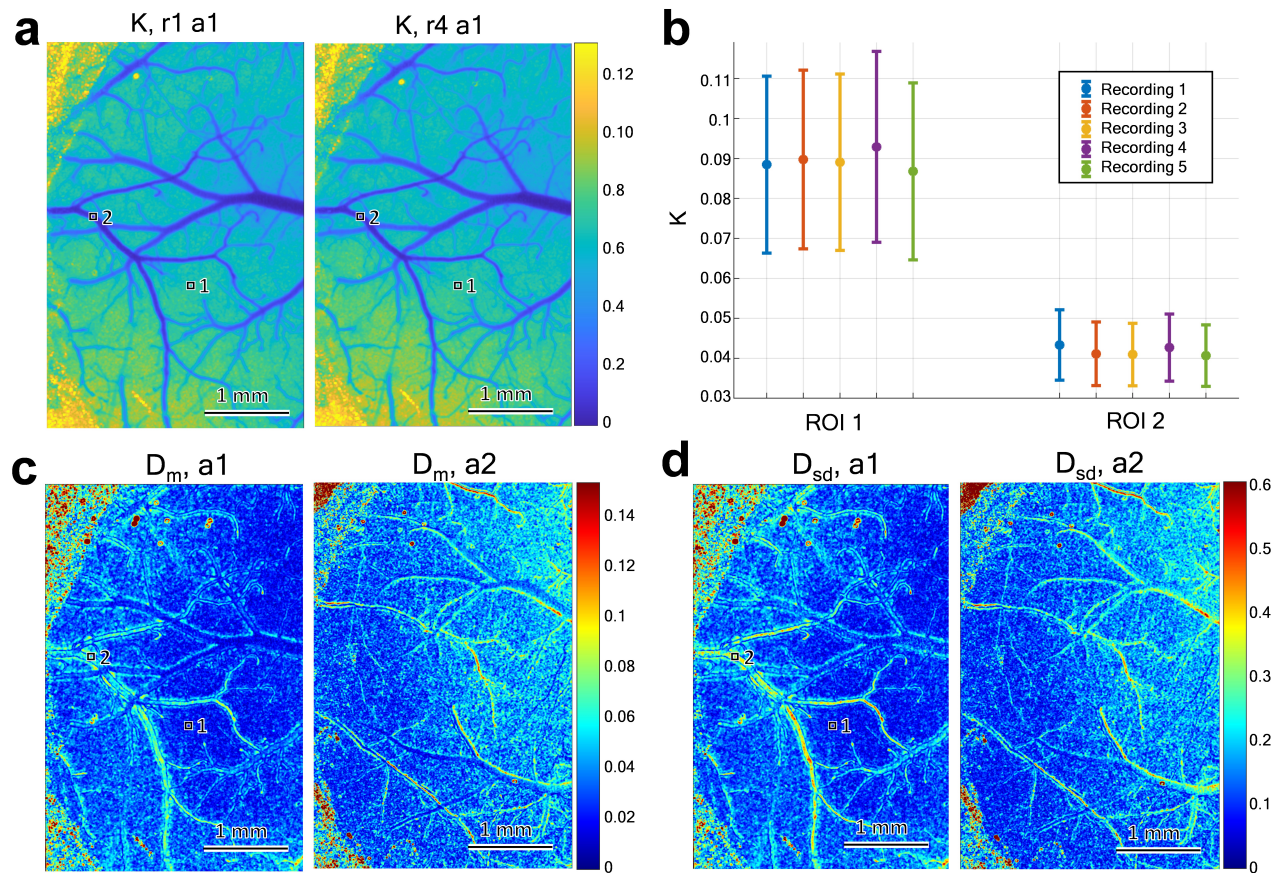 a
K, r1 a1
K, r4 a1
0.12
0.10
0.8
0.6
0.4
0.2
0
2
1
1 mm
2
1
1 mm
b
K
0.11
0.1
0.09
0.08
0.07
0.06
0.05
0.04
0.03
Recording 1
Recording 2
Recording 3
Recording 4
Recording 5
ROI 1
ROI 2
c
Dm, a1
Dm, a2
0.14
0.12
0.1
0.08
0.06
0.04
0.02
0
2
1
1 mm
1 mm
d
Dsd, a1
Dsd, a2
0.6
0.5
0.4
0.3
0.2
0.1
0
2
1
1 mm
1 mm